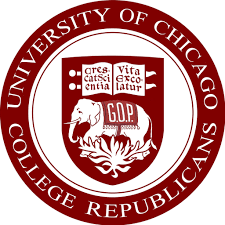 UNIVERSITY OF CHICAGO
Cres
cat Sci
entia
Vita
Exco
latur
G.O.P.
COLLEGE REPUBLICANS